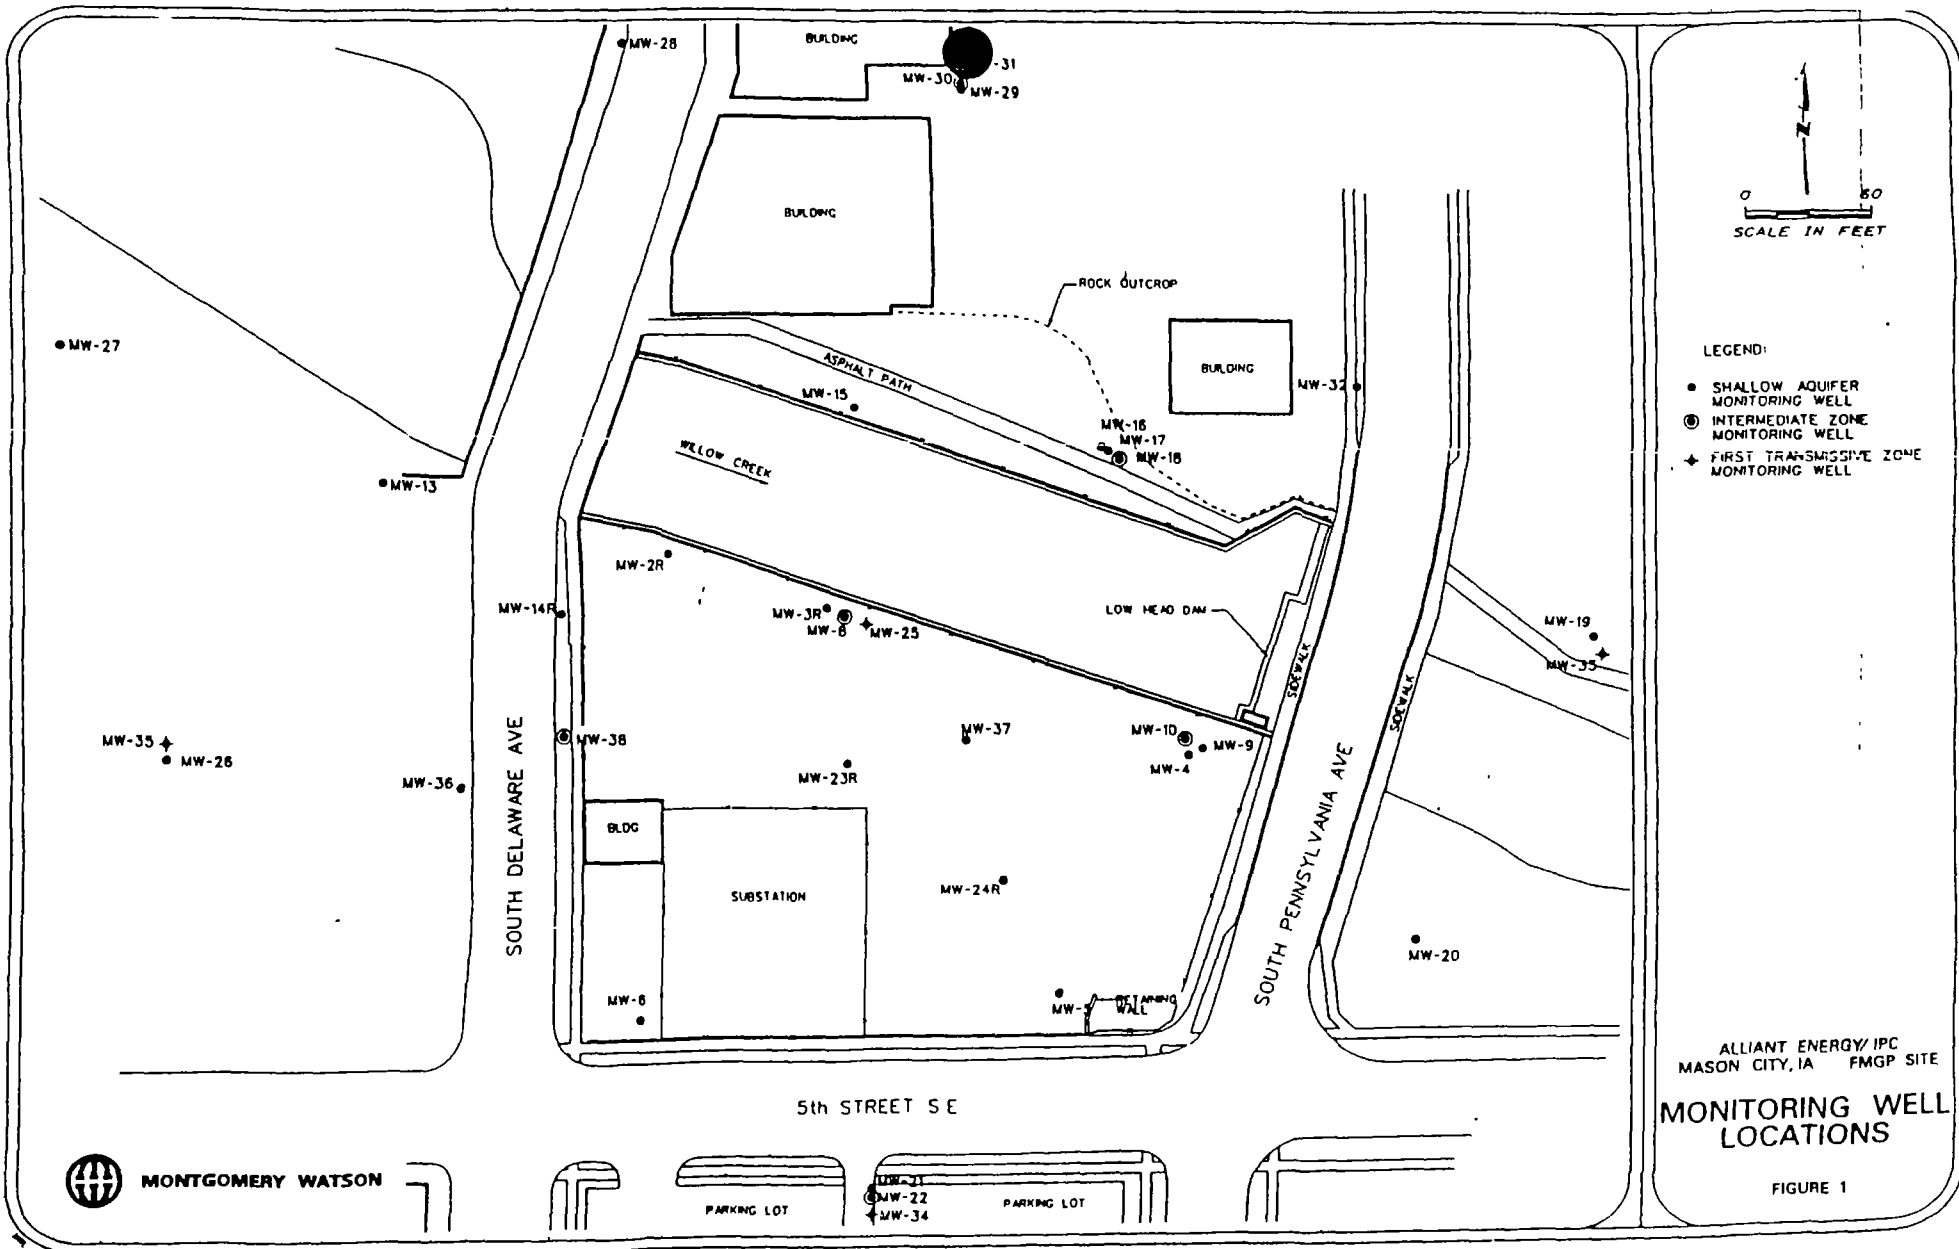 MW-28
BUILDING
-31
MW-30
MW-29
N
0
60
SCALE IN FEET
BUILDING
ROCK OUTCROP
MW-27
LEGEND:
SHALLOW AQUIFER
MONITORING WELL
INTERMEDIATE ZONE
MONITORING WELL
FIRST TRANSMISSIVE ZONE
MONITORING WELL
ASPHALT PATH
BUILDING
MW-32
MW-15
MW-16
MW-17
MW-18
WILLOW CREEK
MW-13
MW-2R
MW-14R
MW-3R
MW-8
MW-25
LOW HEAD DAM
MW-19
MW-35
SIDEWALK
SIDEWALK
MW-35
MW-26
MW-38
MW-37
MW-10
MW-9
MW-4
MW-23R
MW-36
SOUTH DELAWARE AVE
BLDG
SUBSTATION
MW-24R
SOUTH PENNSYLVANIA AVE
MW-20
MW-6
MW-5
RETAINING
WALL
5th STREET S E
ALLIANT ENERGY/IPC
MASON CITY, IA FMGP SITE
MONITORING WELL
LOCATIONS
FIGURE 1
MONTGOMERY WATSON
PARKING LOT
MW-21
MW-22
MW-34
PARKING LOT